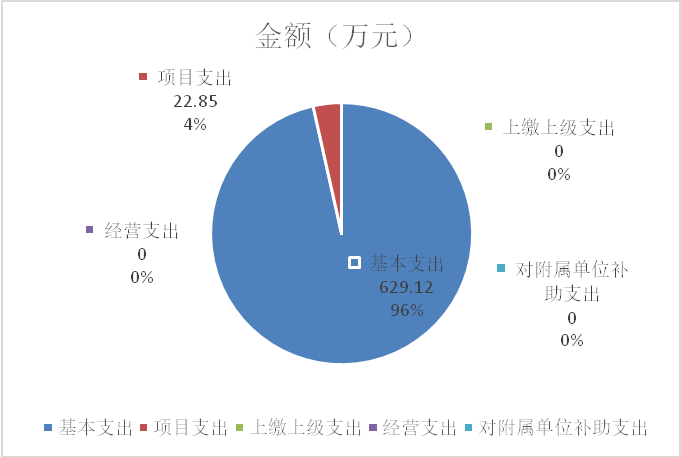 金额（万元）
项目支出
22.85
4%
上缴上级支出
0
0%
经营支出
0
0%
基本支出
629.12
96%
对附属单位补
助支出
0
0%
基本支出 项目支出 上缴上级支出 经营支出 对附属单位补助支出